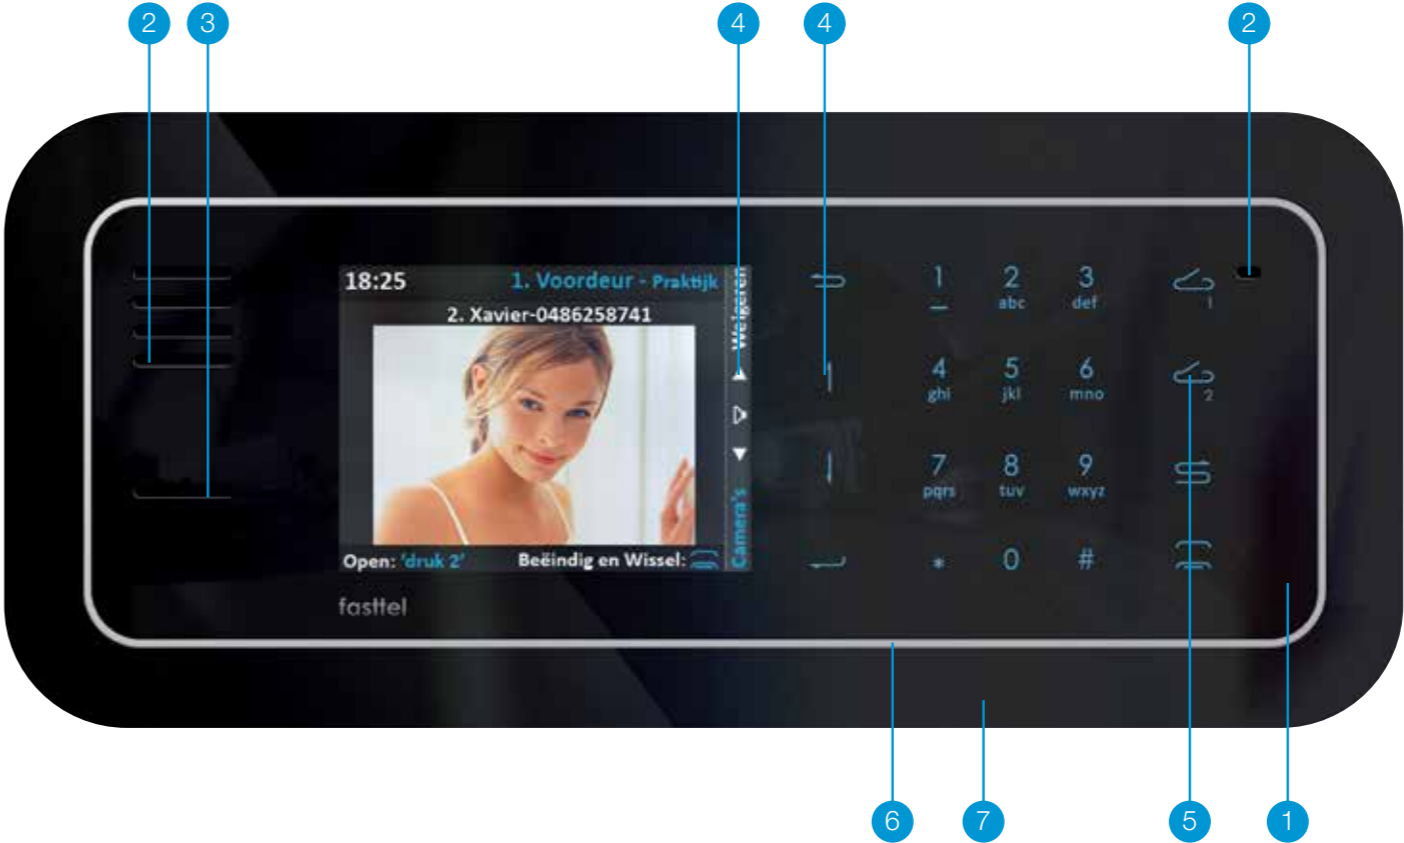 2 3 4 4 2
18:25 1. Voordeur - Praktijk
2. Xavier-0486258741
Weigeren
Camera's
Open: 'druk 2' Beëindig en Wissel:
fasttel
1 2 abc 3 def 1
4 ghi 5 jkl 6 mno 2
7 pqrs 8 tuv 9 wxyz
* 0 #
6 7 5 1